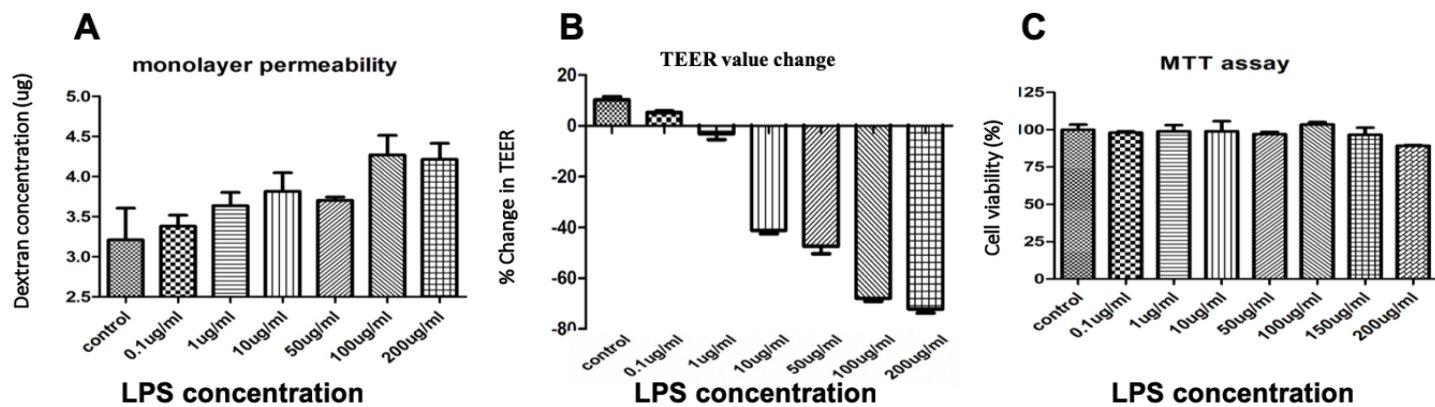 A
monolayer permeability
Dextran concentration (ug)
5.0
4.5
4.0
3.5
3.0
2.5
control
0.1ug/ml
1ug/ml
10ug/ml
50ug/ml
100ug/ml
200ug/ml
LPS concentration
B
TEER value change
% Change in TEER
20
0
-20
-40
-60
-80
control
0.1ug/ml
1ug/ml
10ug/ml
50ug/ml
100ug/ml
200ug/ml
LPS concentration
C
MTT assay
Cell viability (%)
125
100
75
50
25
0
control
0.1ug/ml
1ug/ml
10ug/ml
50ug/ml
100ug/ml
150ug/ml
200ug/ml
LPS concentration